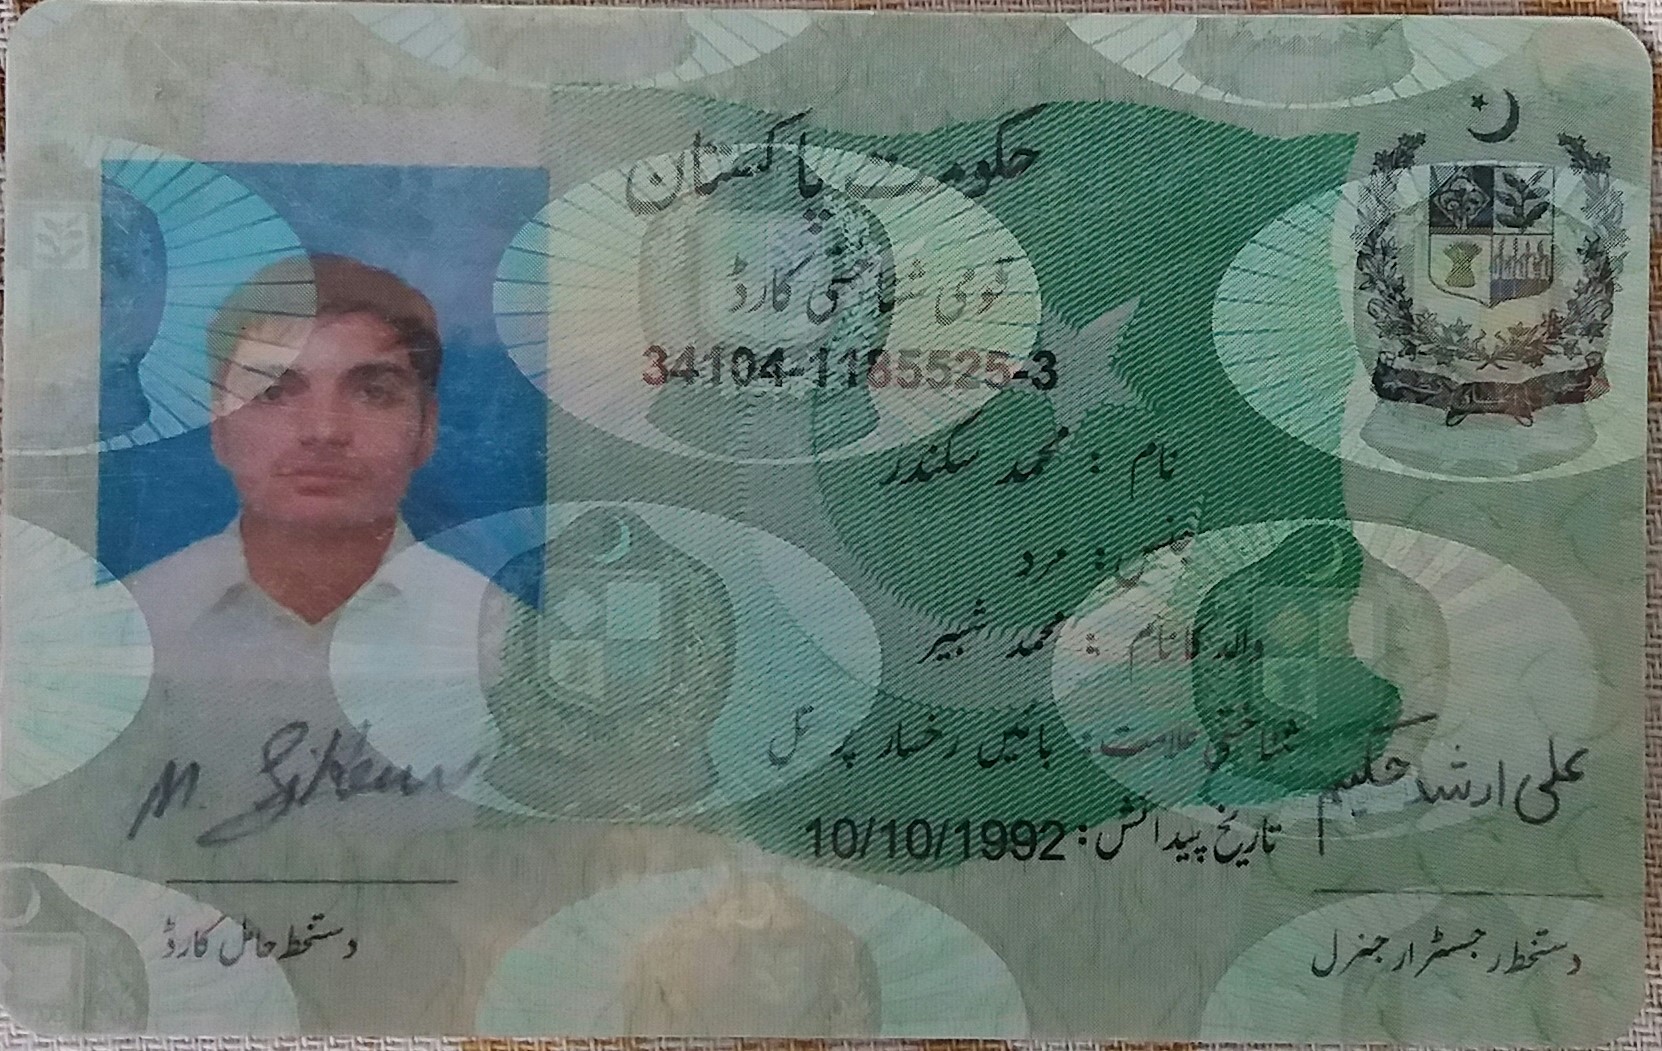 حکومت پاکستان
قومی شناختی کارڈ
34104-1185525-3
نام : محمد سکندر
جنس : مرد
والد کا نام : محمد شبیر
شناختی علامت : بائیں رخسار پر تل
تاریخ پیدائش : 10/10/1992
M. Siken
علی ارشد حکیم
دستخط حامل کارڈ
دستخط رجسٹرار جنرل